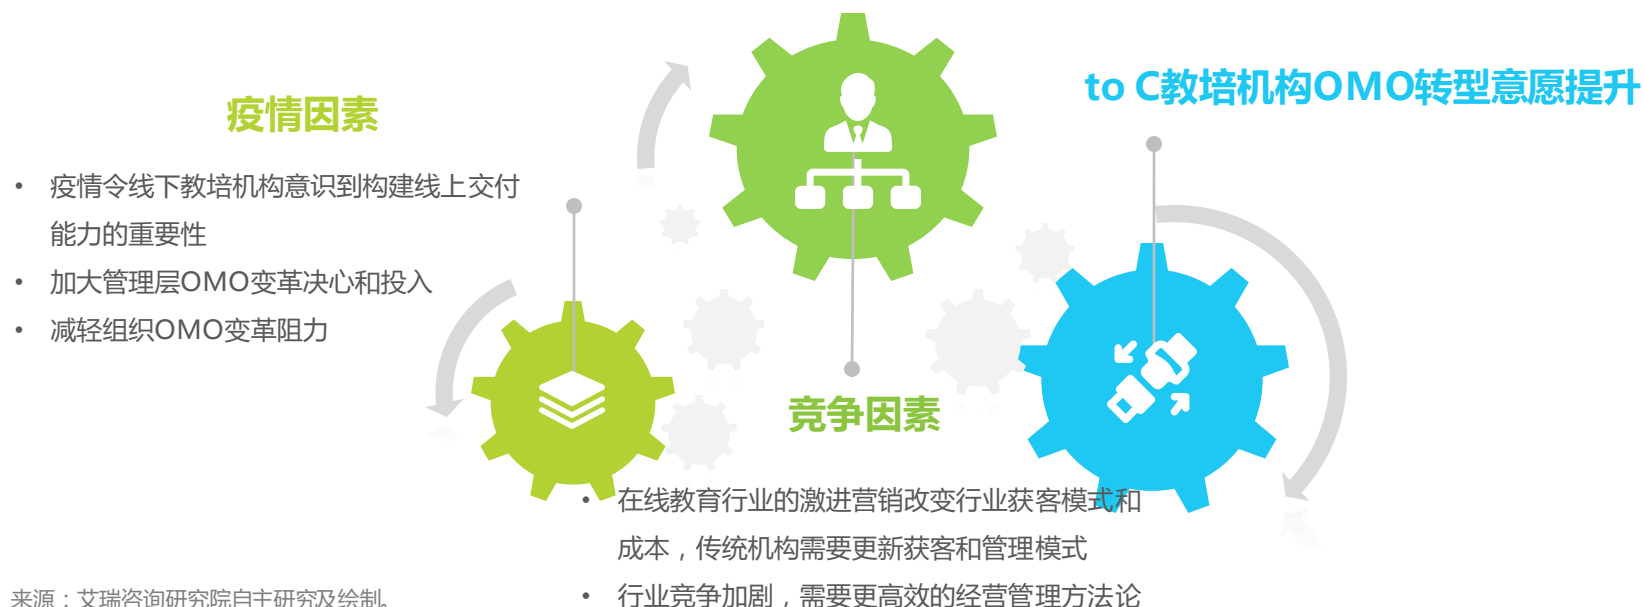 疫情因素
• 疫情令线下教培机构意识到构建线上交付
能力的重要性
• 加大管理层OMO变革决心和投入
• 减轻组织OMO变革阻力
竞争因素
• 在线教育行业的激进营销改变行业获客模式和
成本，传统机构需要更新获客和管理模式
• 行业竞争加剧，需要更高效的经营管理方法论
to C教培机构OMO转型意愿提升
来源：艾瑞咨询研究院自主研究及绘制。